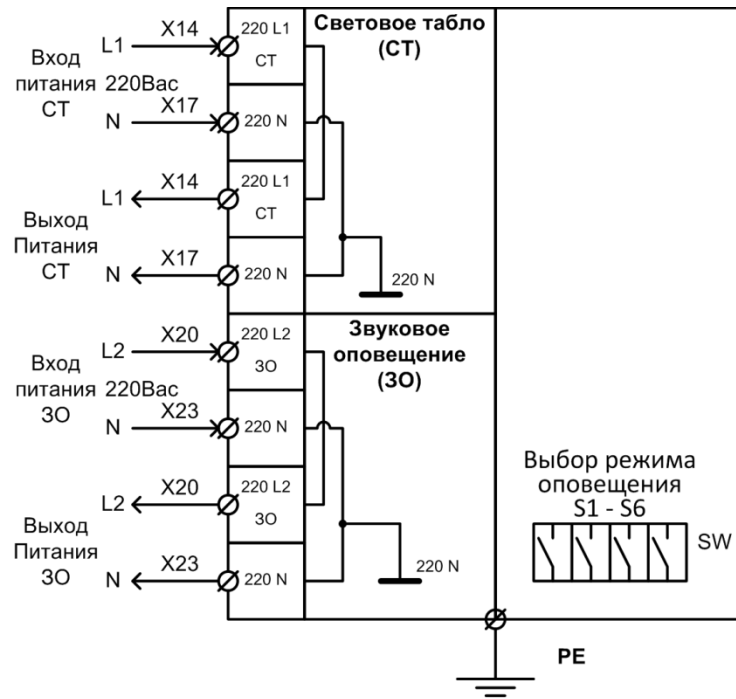 Вход
питания 220Вас
СТ
L1 X14
N X17
220 L1
СТ
220 N
Выход
Питания
СТ
L1 X14
N X17
220 L1
СТ
220 N
Световое табло
(СТ)
220 N
Вход
питания 220Вас
ЗО
L2 X20
N X23
220 L2
ЗО
220 N
Выход
Питания
ЗО
L2 X20
N X23
220 L2
ЗО
220 N
Звуковое
оповещение
(ЗО)
220 N
Выбор режима
оповещения
S1 - S6
SW
PE